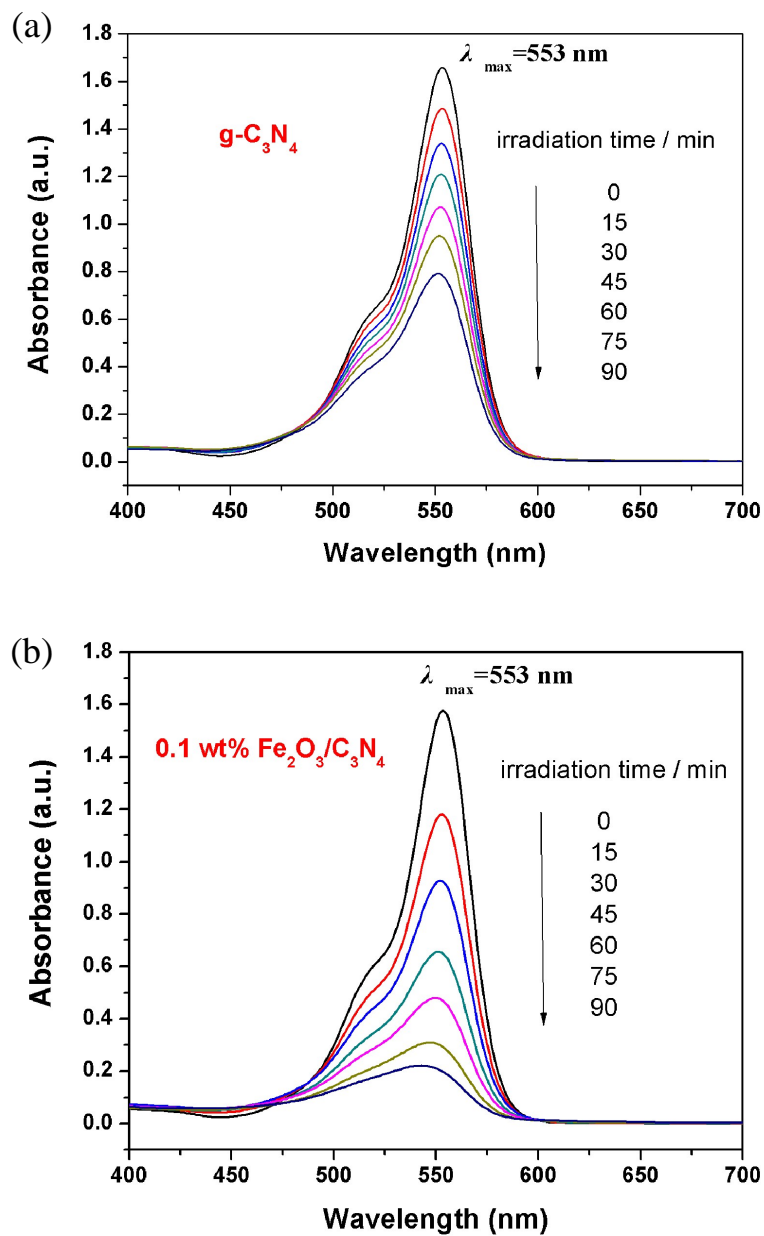 (a)
1.8
1.6
1.4
1.2
1.0
0.8
0.6
0.4
0.2
0.0
Absorbance (a.u.)
λ max=553 nm
g-C3N4
irradiation time / min
0
15
30
45
60
75
90
400 450 500 550 600 650 700
Wavelength (nm)
(b)
1.8
1.6
1.4
1.2
1.0
0.8
0.6
0.4
0.2
0.0
Absorbance (a.u.)
λ max=553 nm
0.1 wt% Fe2O3/C3N4
irradiation time / min
0
15
30
45
60
75
90
400 450 500 550 600 650 700
Wavelength (nm)